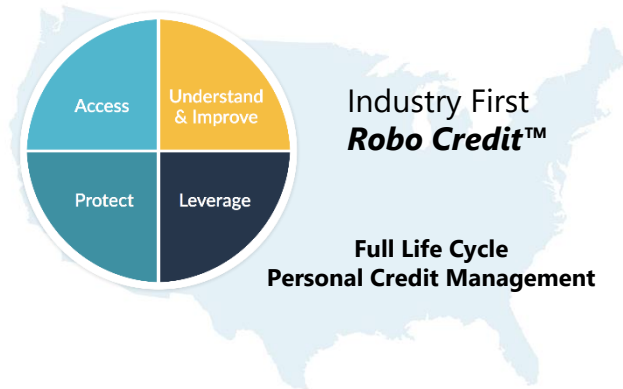 Access
Understand
& Improve
Protect
Leverage
Industry First
Robo Credit™
Full Life Cycle
Personal Credit Management